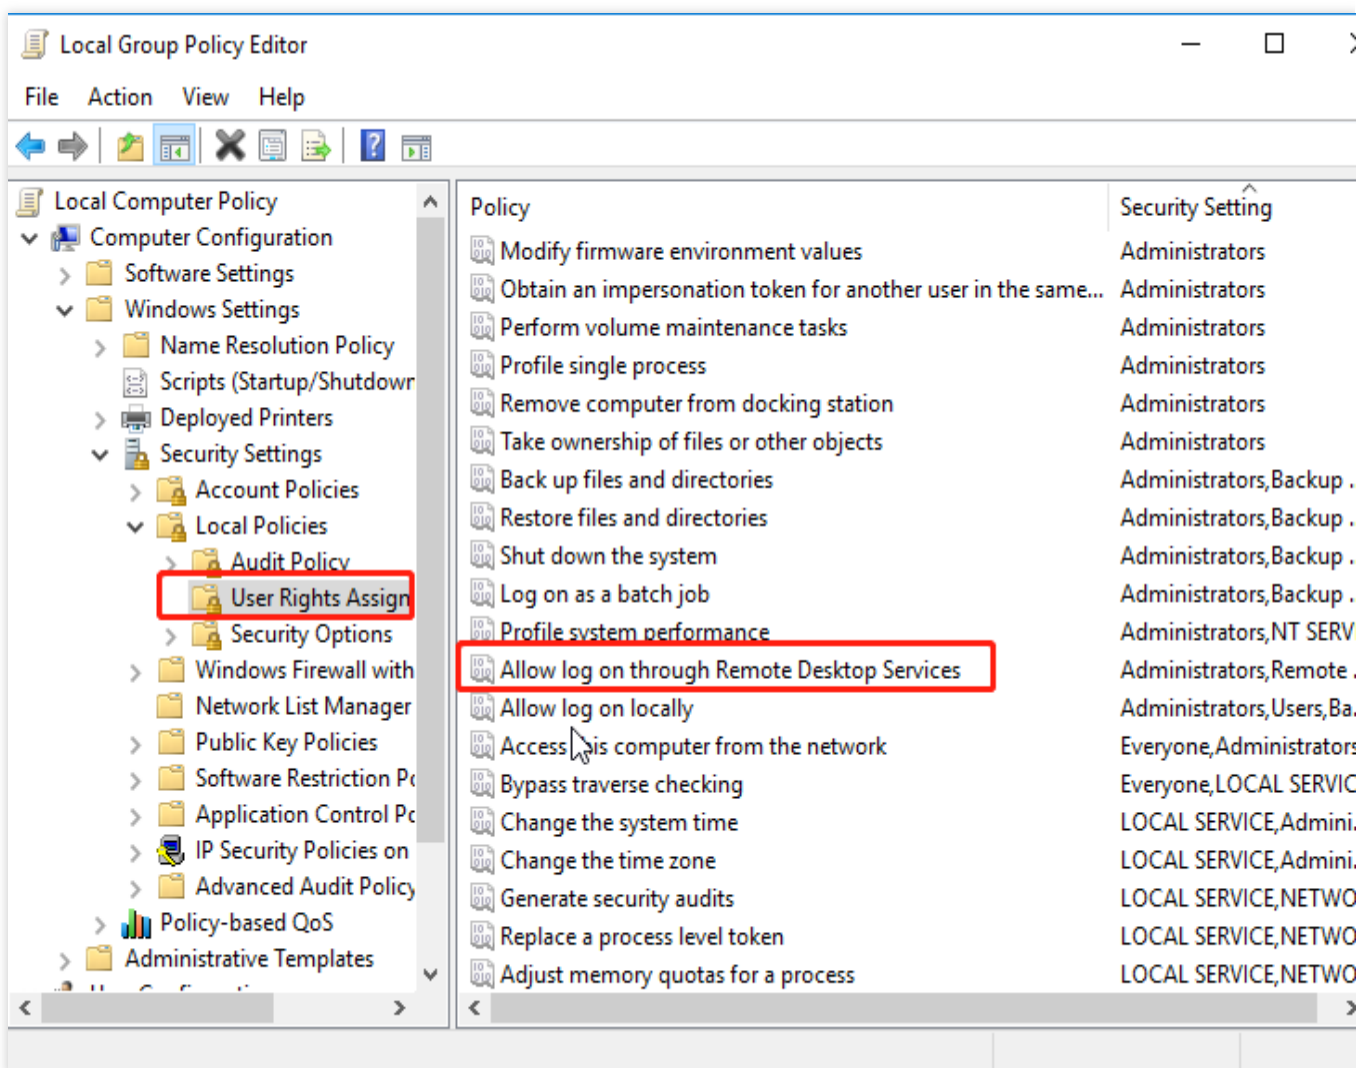 Local Group Policy Editor
File Action View Help
Local Computer Policy
Computer Configuration
Software Settings
Windows Settings
Name Resolution Policy
Scripts (Startup/Shutdown
Deployed Printers
Security Settings
Account Policies
Local Policies
Audit Policy
User Rights Assign
Security Options
Windows Firewall with
Network List Manager
Public Key Policies
Software Restriction Po
Application Control Po
IP Security Policies on
Advanced Audit Policy
Policy-based QoS
Administrative Templates
Policy Security Setting
Modify firmware environment values Administrators
Obtain an impersonation token for another user in the same... Administrators
Perform volume maintenance tasks Administrators
Profile single process Administrators
Remove computer from docking station Administrators
Take ownership of files or other objects Administrators
Back up files and directories Administrators,Backup .
Restore files and directories Administrators,Backup .
Shut down the system Administrators,Backup .
Log on as a batch job Administrators,Backup .
Profile system performance Administrators,NT SERV
Allow log on through Remote Desktop Services Administrators,Remote .
Allow log on locally Administrators,Users,Ba.
Access this computer from the network Everyone,Administrators
Bypass traverse checking Everyone,LOCAL SERVIC
Change the system time LOCAL SERVICE,Admini.
Change the time zone LOCAL SERVICE,Admini.
Generate security audits LOCAL SERVICE,NETWO
Replace a process level token LOCAL SERVICE,NETWO
Adjust memory quotas for a process LOCAL SERVICE,NETWO